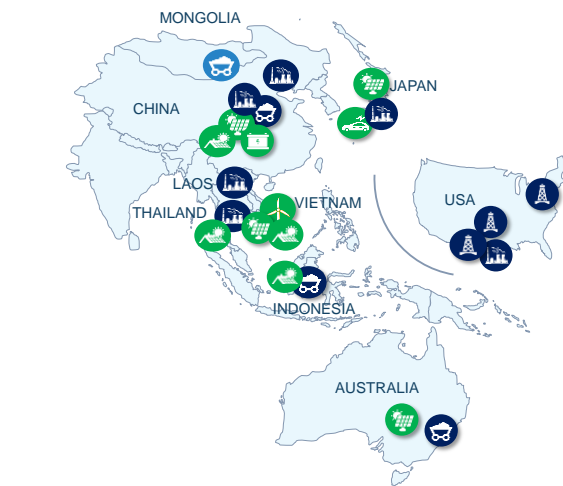 MONGOLIA
JAPAN
CHINA
LAOS
THAILAND
VIETNAM
USA
INDONESIA
AUSTRALIA